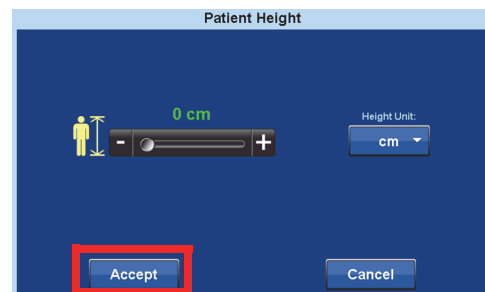 Patient Height
0 cm
Height Unit:
- +
cm
Accept Cancel